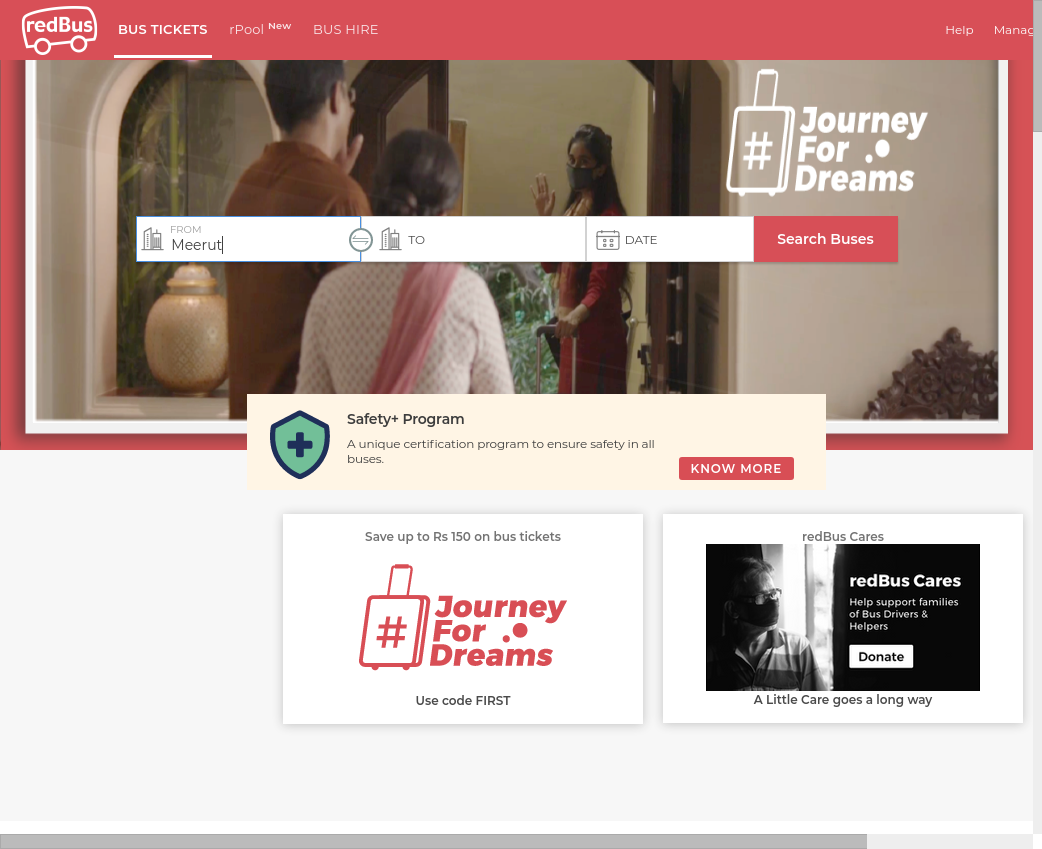 redBus
BUS TICKETS
rPool New
BUS HIRE
Help
Manag
# Journey
For
Dreams
FROM
Meerut
TO
DATE
Search Buses
Safety+ Program
A unique certification program to ensure safety in all
buses.
KNOW MORE
Save up to Rs 150 on bus tickets
# Journey
For
Dreams
Use code FIRST
redBus Cares
redBus Cares
Help support families
of Bus Drivers &
Helpers
Donate
A Little Care goes a long way